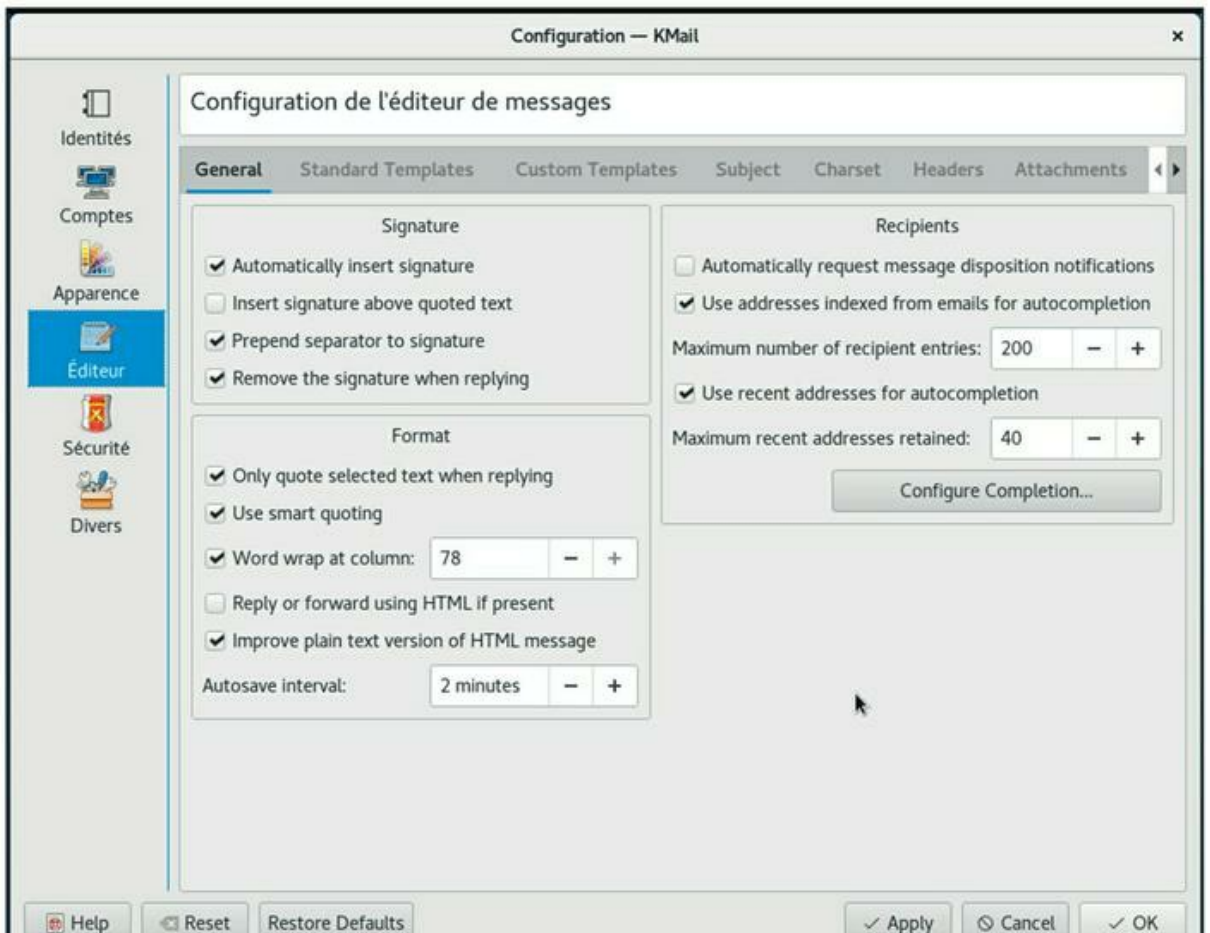 Configuration — KMail
Identités
Comptes
Apparence
Éditeur
Sécurité
Divers
Configuration de l'éditeur de messages
General Standard Templates Custom Templates Subject Charset Headers Attachments
Signature
Automatically insert signature
Insert signature above quoted text
Prepend separator to signature
Remove the signature when replying
Format
Only quote selected text when replying
Use smart quoting
Word wrap at column: 78 − +
Reply or forward using HTML if present
Improve plain text version of HTML message
Autosave interval: 2 minutes − +
Recipients
Automatically request message disposition notifications
Use addresses indexed from emails for autocompletion
Maximum number of recipient entries: 200 − +
Use recent addresses for autocompletion
Maximum recent addresses retained: 40 − +
Configure Completion...
Help Reset Restore Defaults Apply Cancel OK